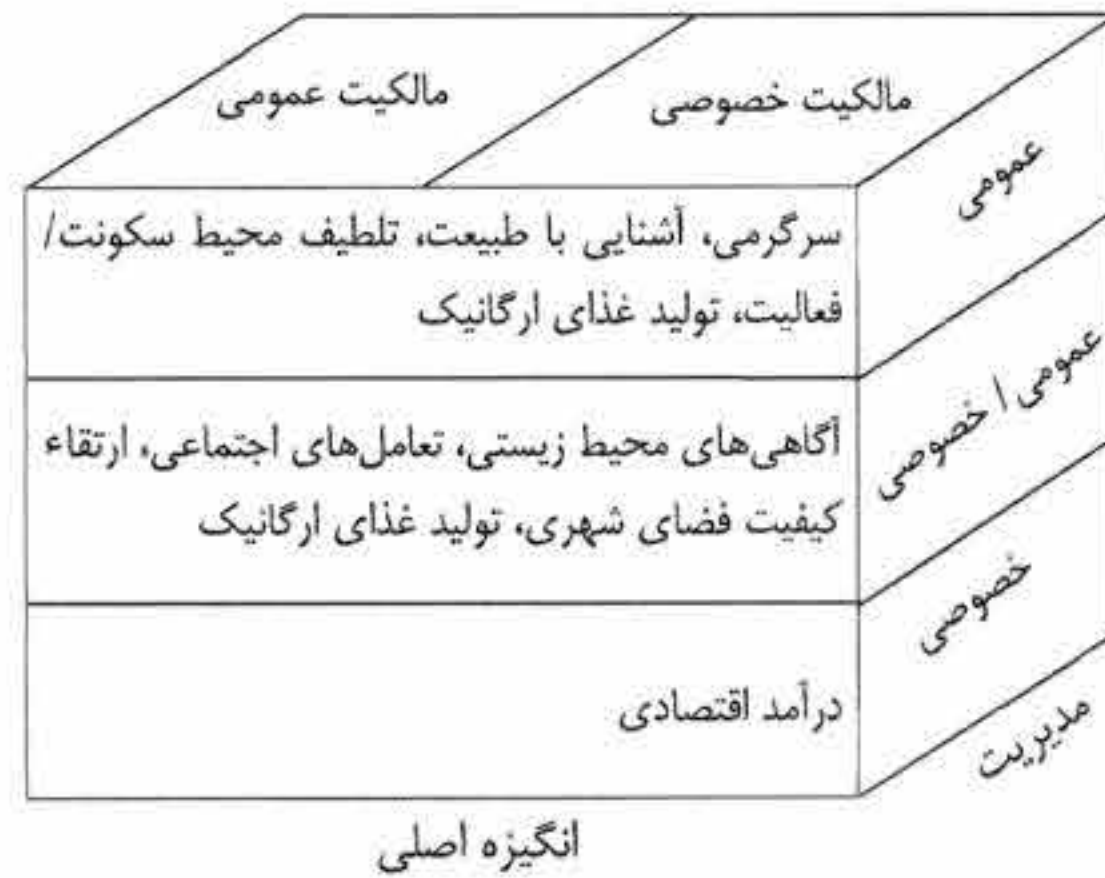 مالکیت خصوصی
مالکیت عمومی
عمومی
سرگرمی، آشنایی با طبیعت، تلطیف محیط سکونت/
فعالیت، تولید غذای ارگانیک
عمومی / خصوصی
آگاهی‌های محیط زیستی، تعامل‌های اجتماعی، ارتقاء
کیفیت فضای شهری، تولید غذای ارگانیک
خصوصی
درآمد اقتصادی
مدیریت
انگیزه اصلی